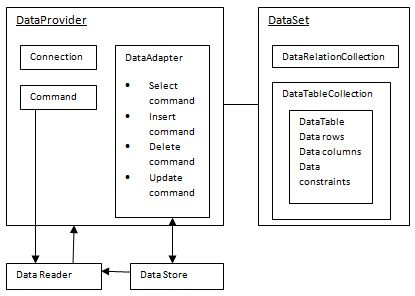 DataProvider
Connection
Command
DataAdapter
• Select
command
• Insert
command
• Delete
command
• Update
command
DataSet
DataRelationCollection
DataTableCollection
DataTable
Data rows
Data columns
Data
constraints
Data Reader
Data Store